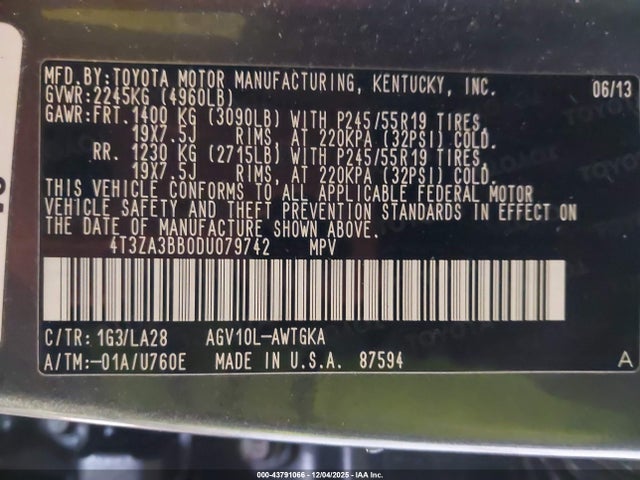 MFD.BY:TOYOTA MOTOR MANUFACTURING, KENTUCKY, INC. 06/13
GVWR:2245KG (4960LB)
GAWR:FRT.1400 KG (3090LB) WITH P245/55R19 TIRES,
19X7.5J RIMS, AT 220KPA (32PSI) COLD.
RR. 1230 KG (2715LB) WITH P245/55R19 TIRES,
19X7.5J RIMS, AT 220KPA (32PSI) COLD.
THIS VEHICLE CONFORMS TO ALL APPLICABLE FEDERAL MOTOR
VEHICLE SAFETY AND THEFT PREVENTION STANDARDS IN EFFECT ON
THE DATE OF MANUFACTURE SHOWN ABOVE.
4T3ZA3BB0DU079742 MPV
C/TR: 1G3/LA28 AGV10L-AWTGKA
A/TM:-01A/U760E MADE IN U.S.A. 87594 A
000-43791066 - 12/04/2025 - IAA Inc.